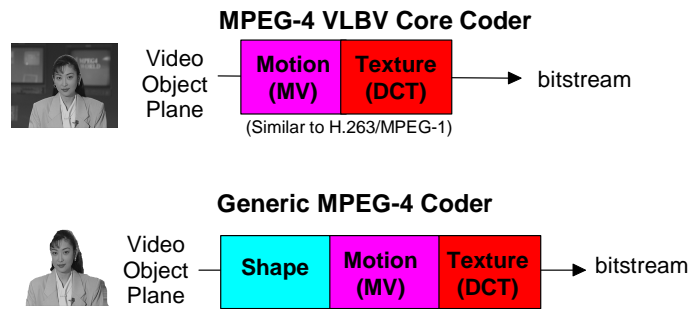 MPEG-4 VLBV Core Coder
Video
Object
Plane
Motion
(MV)
Texture
(DCT)
bitstream
(Similar to H.263/MPEG-1)
Generic MPEG-4 Coder
Video
Object
Plane
Shape
Motion
(MV)
Texture
(DCT)
bitstream